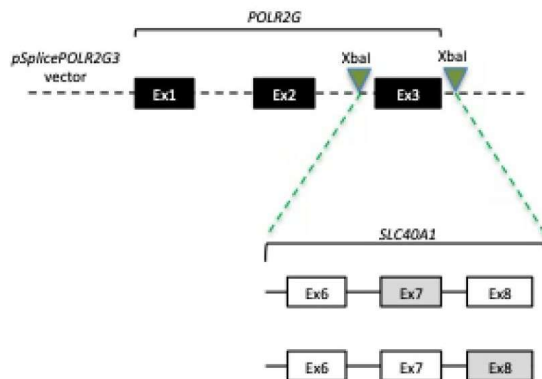 POLR2G
pSplicePOLR2G3
vector
XbaI XbaI
Ex1 Ex2 Ex3
SLC40A1
Ex6 Ex7 Ex8
Ex6 Ex7 Ex8